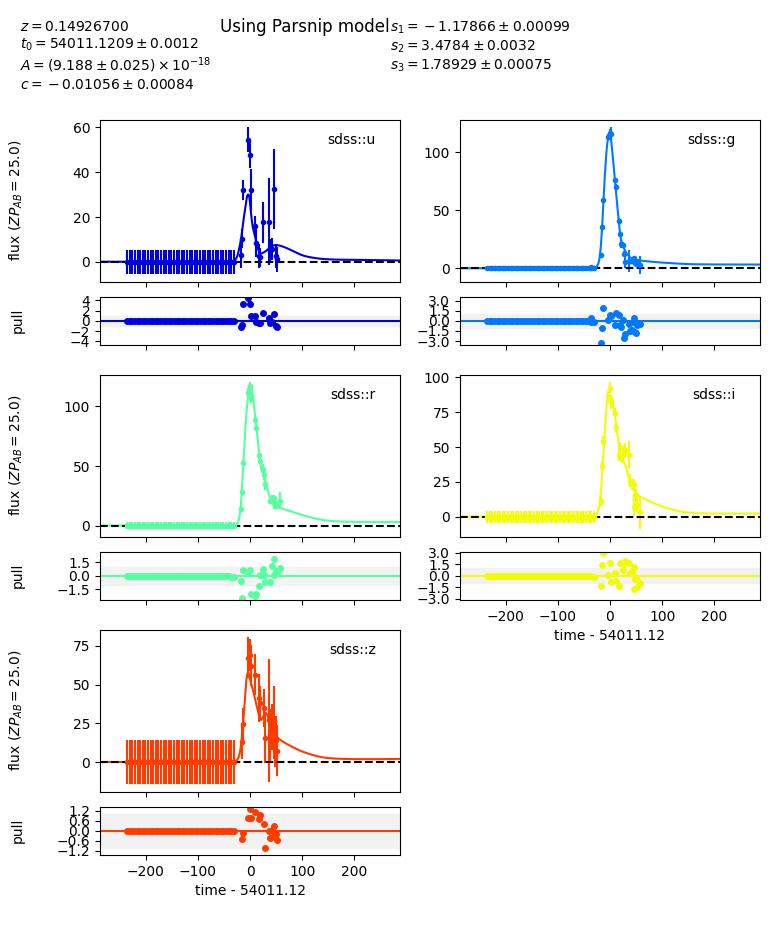 Using Parsnip model
z = 0.14926700
t₀ = 54011.1209 ± 0.0012
A = (9.188 ± 0.025) × 10⁻¹⁸
c = −0.01056 ± 0.00084
s₁ = −1.17866 ± 0.00099
s₂ = 3.4784 ± 0.0032
s₃ = 1.78929 ± 0.00075
sdss::u
flux (ZP_AB = 25.0)
60
40
20
0
pull
4
2
0
−2
−4
sdss::g
100
50
0
3.0
1.5
0.0
−1.5
−3.0
sdss::r
flux (ZP_AB = 25.0)
100
50
0
pull
1.5
0.0
−1.5
sdss::i
100
75
50
25
0
3.0
1.5
0.0
−1.5
−3.0
−200 −100 0 100 200
time - 54011.12
sdss::z
flux (ZP_AB = 25.0)
75
50
25
0
pull
1.2
0.6
0.0
−0.6
−1.2
−200 −100 0 100 200
time - 54011.12